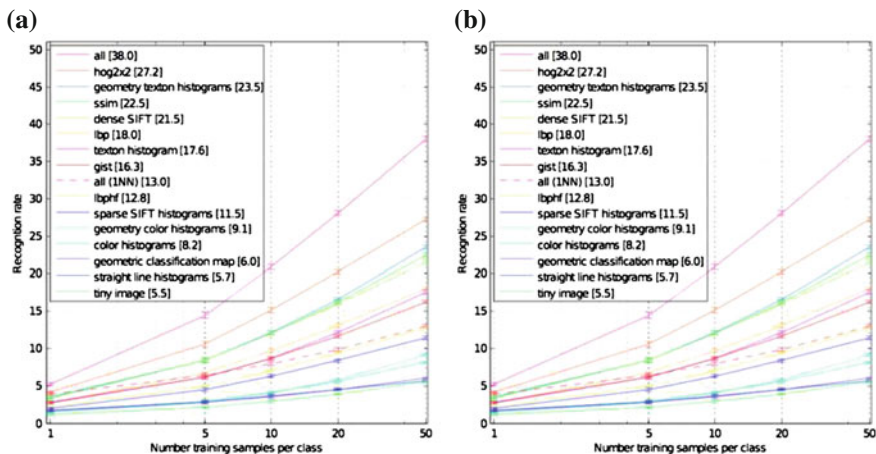 (a)
50
45
40
35
30
25
20
15
10
5
0
Recognition rate
all [38.0]
hog2x2 [27.2]
geometry texton histograms [23.5]
ssim [22.5]
dense SIFT [21.5]
lbp [18.0]
texton histogram [17.6]
gist [16.3]
all (1NN) [13.0]
lbphf [12.8]
sparse SIFT histograms [11.5]
geometry color histograms [9.1]
color histograms [8.2]
geometric classification map [6.0]
straight line histograms [5.7]
tiny image [5.5]
1 5 10 20 50
Number training samples per class
(b)
50
45
40
35
30
25
20
15
10
5
0
Recognition rate
all [38.0]
hog2x2 [27.2]
geometry texton histograms [23.5]
ssim [22.5]
dense SIFT [21.5]
lbp [18.0]
texton histogram [17.6]
gist [16.3]
all (1NN) [13.0]
lbphf [12.8]
sparse SIFT histograms [11.5]
geometry color histograms [9.1]
color histograms [8.2]
geometric classification map [6.0]
straight line histograms [5.7]
tiny image [5.5]
1 5 10 20 50
Number training samples per class